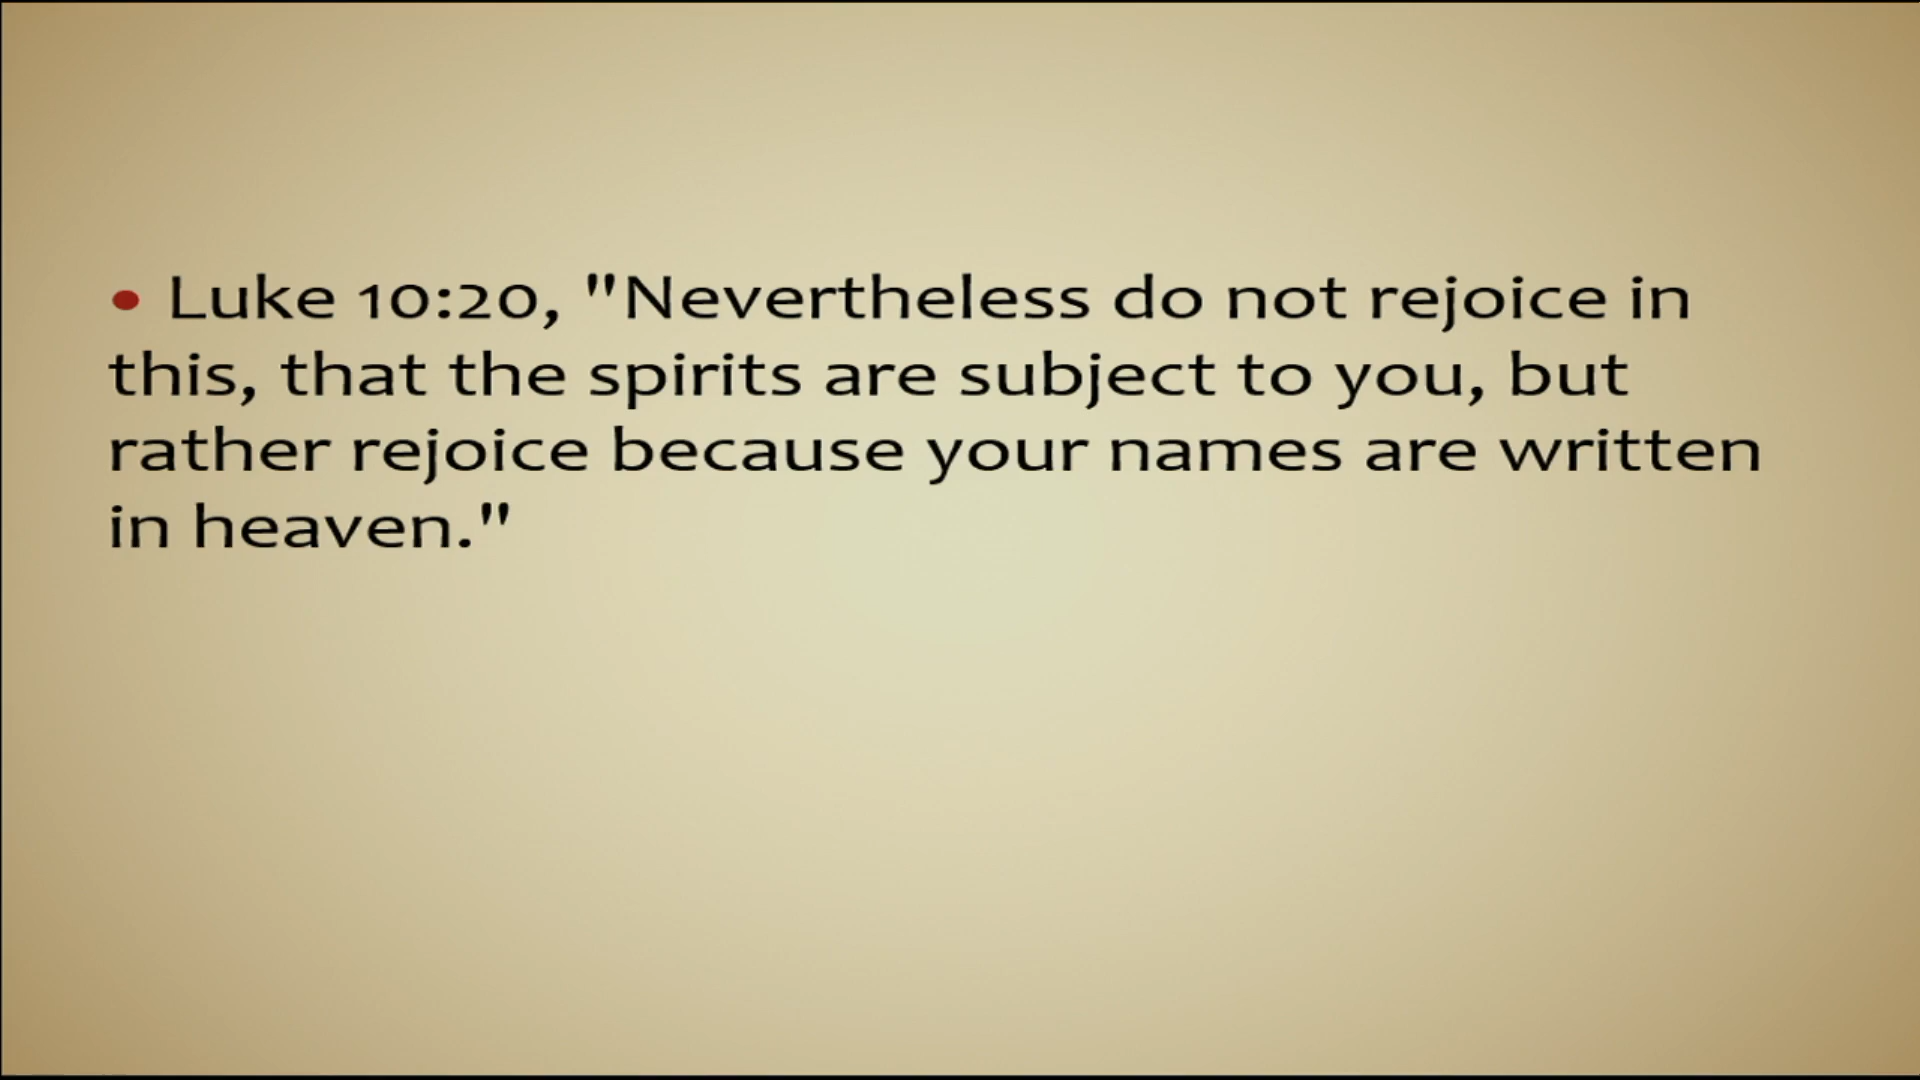 • Luke 10:20, "Nevertheless do not rejoice in
this, that the spirits are subject to you, but
rather rejoice because your names are written
in heaven."